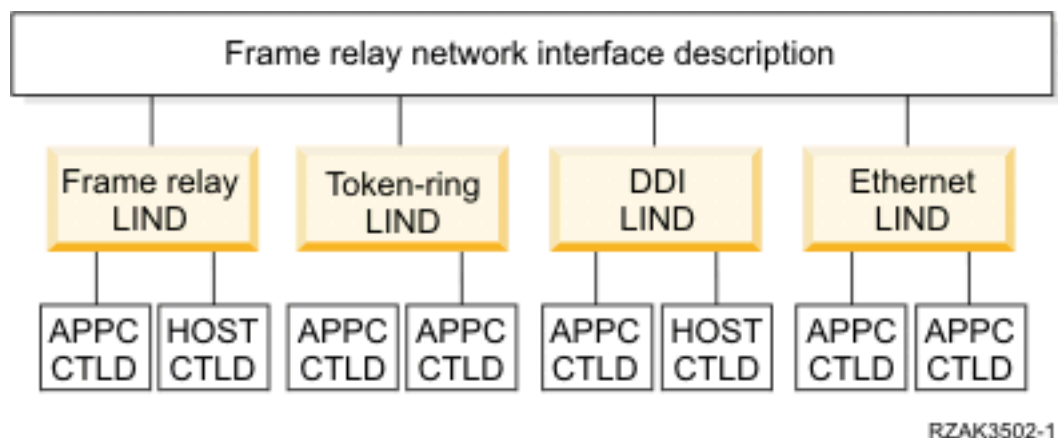 Frame relay network interface description
Frame relay
LIND
Token-ring
LIND
DDI
LIND
Ethernet
LIND
APPC
CTLD
HOST
CTLD
APPC
CTLD
APPC
CTLD
APPC
CTLD
HOST
CTLD
APPC
CTLD
APPC
CTLD
RZAK3502-1